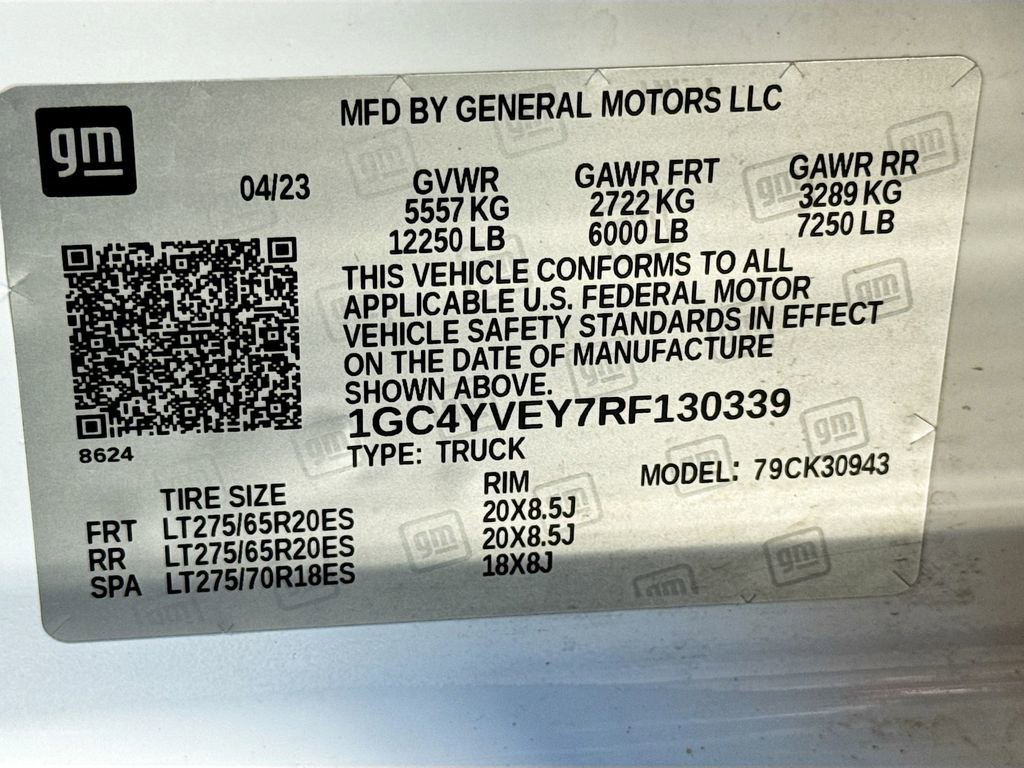 gm
MFD BY GENERAL MOTORS LLC
04/23
GVWR GAWR FRT GAWR RR
5557 KG 2722 KG 3289 KG
12250 LB 6000 LB 7250 LB
THIS VEHICLE CONFORMS TO ALL
APPLICABLE U.S. FEDERAL MOTOR
VEHICLE SAFETY STANDARDS IN EFFECT
ON THE DATE OF MANUFACTURE
SHOWN ABOVE.
1GC4YVEY7RF130339
8624
TYPE: TRUCK
MODEL: 79CK30943
TIRE SIZE RIM
FRT LT275/65R20ES 20X8.5J
RR LT275/65R20ES 20X8.5J
SPA LT275/70R18ES 18X8J